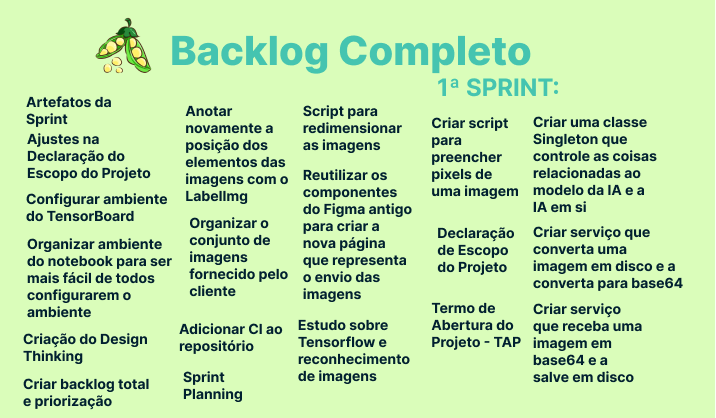 Backlog Completo
1ª SPRINT:
Artefatos da
Sprint
Ajustes na
Declaração do
Escopo do Projeto
Configurar ambiente
do TensorBoard
Organizar ambiente
do notebook para ser
mais fácil de todos
configurarem o
ambiente
Criação do Design
Thinking
Criar backlog total
e priorização
Anotar
novamente a
posição dos
elementos das
imagens com o
LabelImg
Organizar o
conjunto de
imagens
fornecido pelo
cliente
Adicionar CI ao
repositório
Sprint
Planning
Script para
redimensionar
as imagens
Reutilizar os
componentes
do Figma antigo
para criar a
nova página
que representa
o envio das
imagens
Estudo sobre
Tensorflow e
reconhecimento
de imagens
Criar script
para
preencher
pixels de
uma imagem
Declaração
de Escopo
do Projeto
Termo de
Abertura do
Projeto - TAP
Criar uma classe
Singleton que
controle as coisas
relacionadas ao
modelo da IA e a
IA em si
Criar serviço que
converta uma
imagem em disco e a
converta para base64
Criar serviço
que receba uma
imagem em
base64 e a
salve em disco